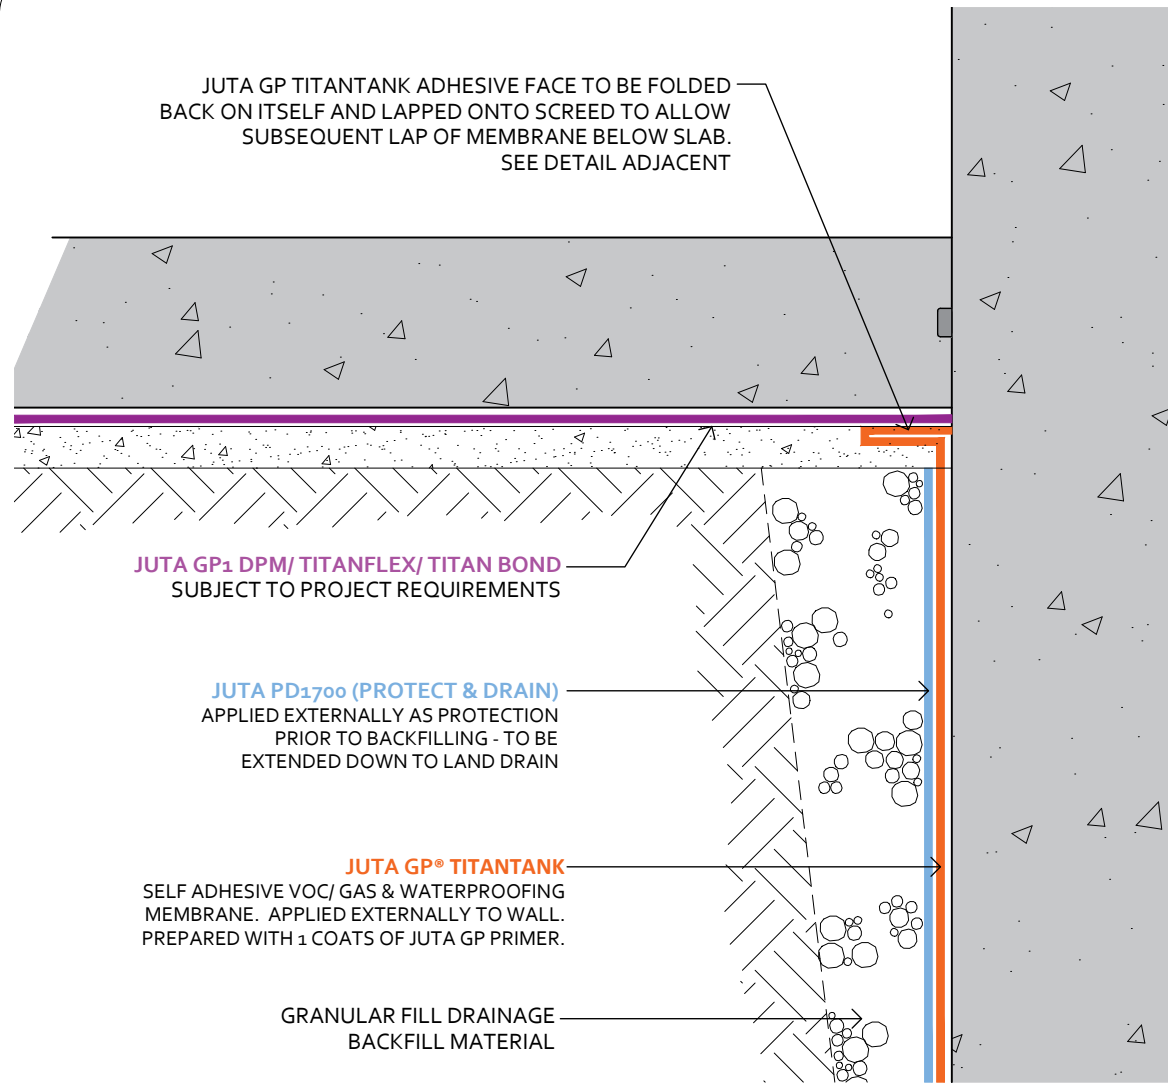 JUTA GP TITANTANK ADHESIVE FACE TO BE FOLDED
BACK ON ITSELF AND LAPPED ONTO SCREED TO ALLOW
SUBSEQUENT LAP OF MEMBRANE BELOW SLAB.
SEE DETAIL ADJACENT
JUTA GP1 DPM/ TITANFLEX/ TITAN BOND
SUBJECT TO PROJECT REQUIREMENTS
JUTA PD1700 (PROTECT & DRAIN)
APPLIED EXTERNALLY AS PROTECTION
PRIOR TO BACKFILLING - TO BE
EXTENDED DOWN TO LAND DRAIN
JUTA GP® TITANTANK
SELF ADHESIVE VOC/ GAS & WATERPROOFING
MEMBRANE. APPLIED EXTERNALLY TO WALL.
PREPARED WITH 1 COATS OF JUTA GP PRIMER.
GRANULAR FILL DRAINAGE
BACKFILL MATERIAL